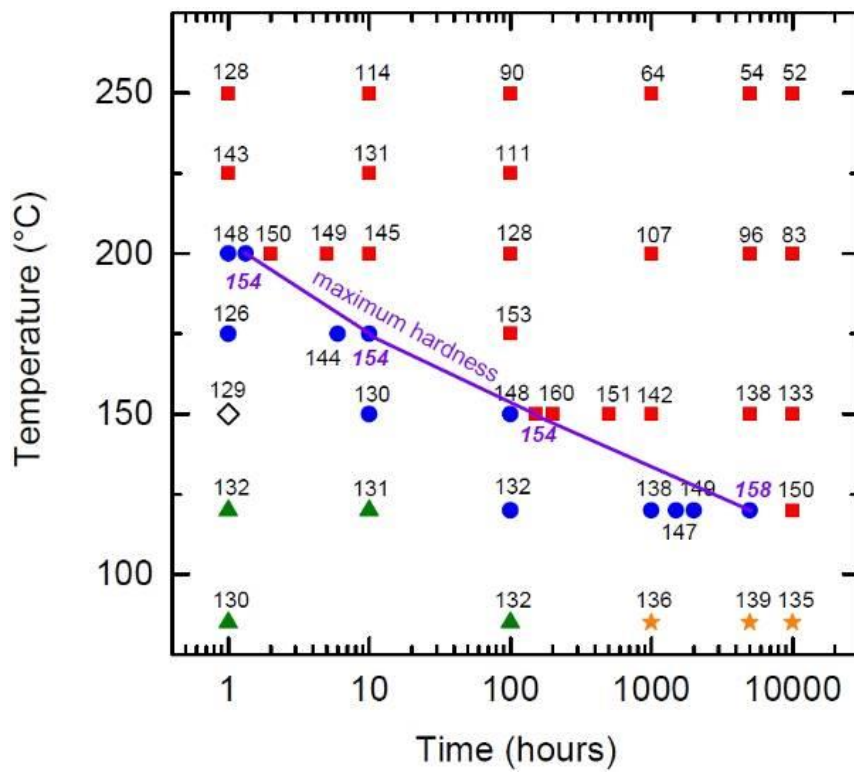 128 114 90 64 54 52
250
143 131 111
148 150 149 145 128 107 96 83
200
154
maximum hardness
126 153
144 154
129 130 148 160 151 142 138 133
150
154
132 131 132 138 149 158 150
147
100
130 132 136 139 135
1 10 100 1000 10000
Time (hours)
Temperature (°C)